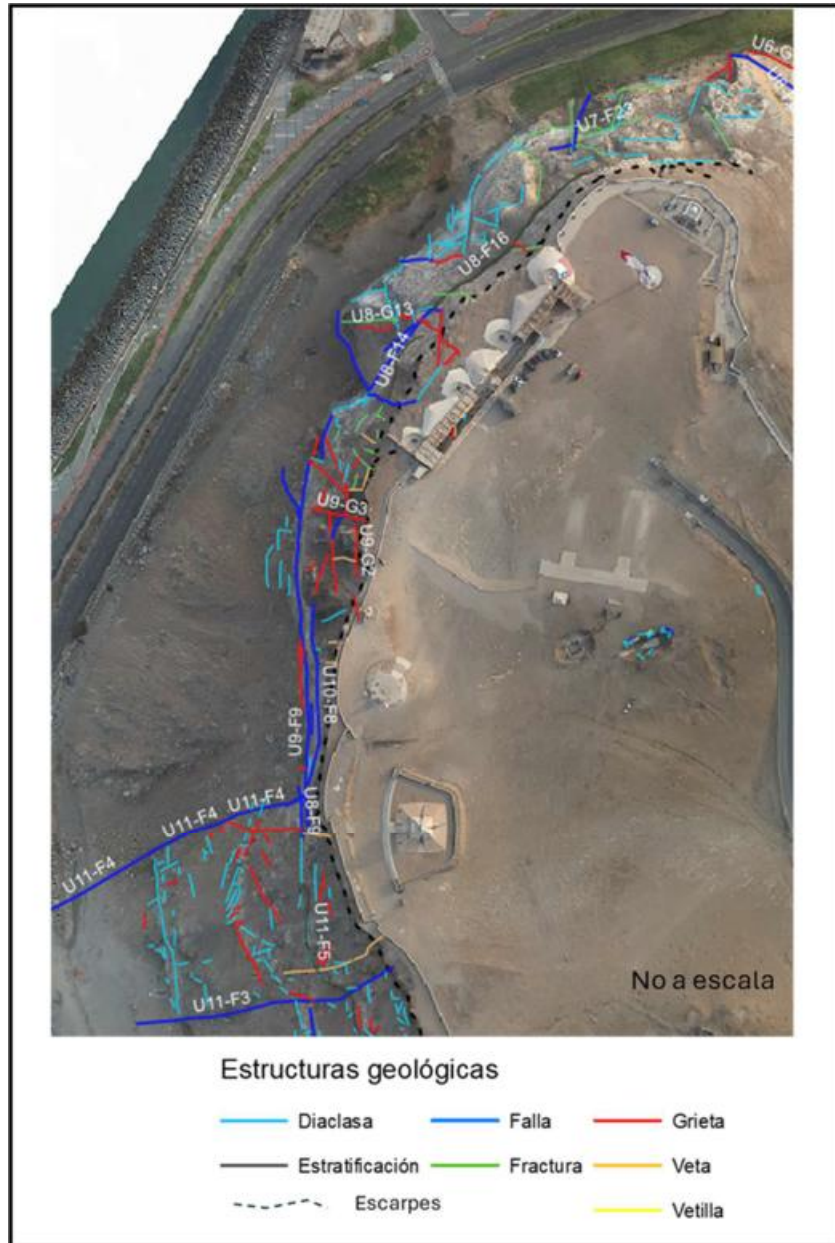 U6-G
U7-F23
U8-F16
U8-G13
U8-F14
U9-G3
U9-G2
U10-F8
U9-F9
U11-F4
U11-F4
U11-F4
U8-F9
U11-F5
U11-F3
No a escala
Estructuras geológicas
Diaclasa Falla Grieta
Estratificación Fractura Veta
Escarpes Vetilla